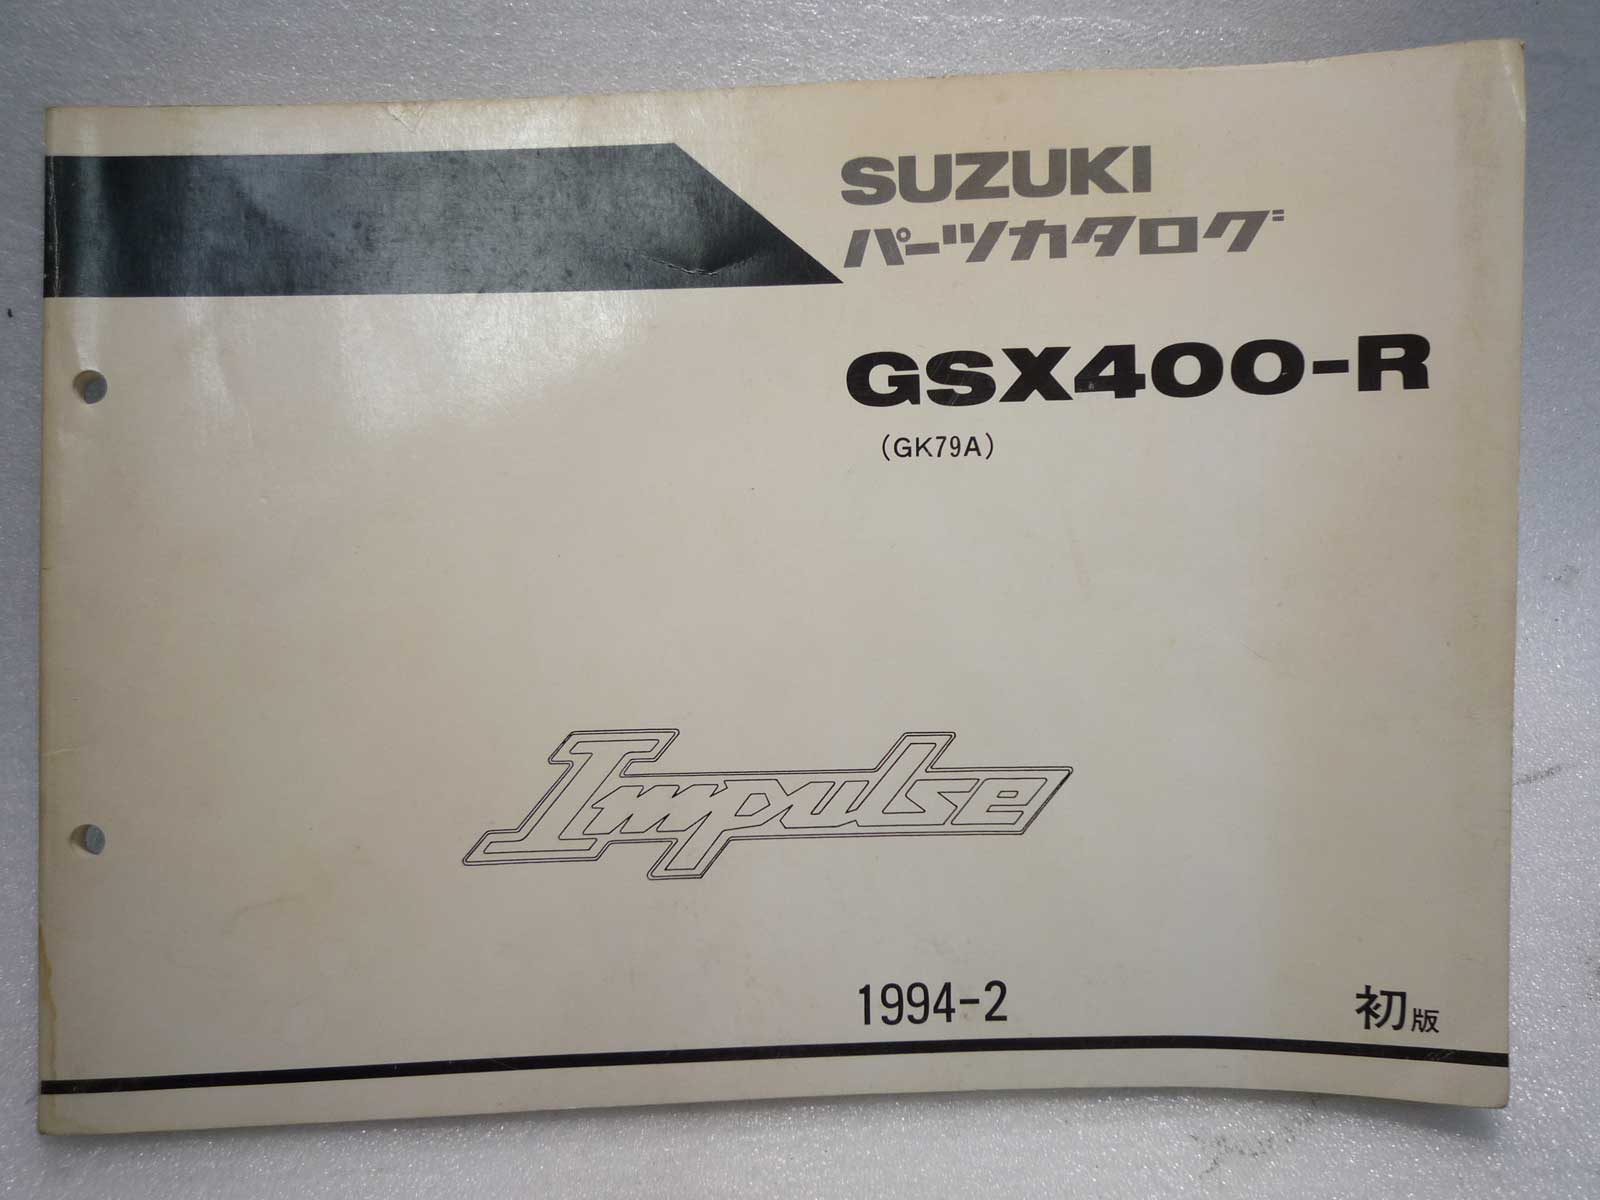 SUZUKI
パーツカタログ
GSX400-R
(GK79A)
Impulse
1994-2
初版